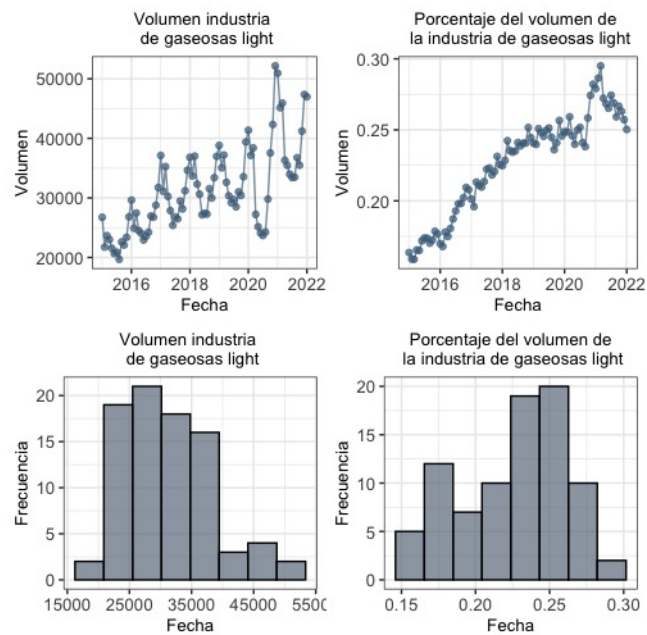 Volumen industria
de gaseosas light
Volumen
50000
40000
30000
20000
2016
2018
2020
2022
Fecha
Porcentaje del volumen de
la industria de gaseosas light
Volumen
0.30
0.25
0.20
2016
2018
2020
2022
Fecha
Volumen industria
de gaseosas light
Frecuencia
20
15
10
5
0
15000
25000
35000
45000
Fecha
Porcentaje del volumen de
la industria de gaseosas light
Frecuencia
20
15
10
5
0
0.15
0.20
0.25
0.30
Fecha